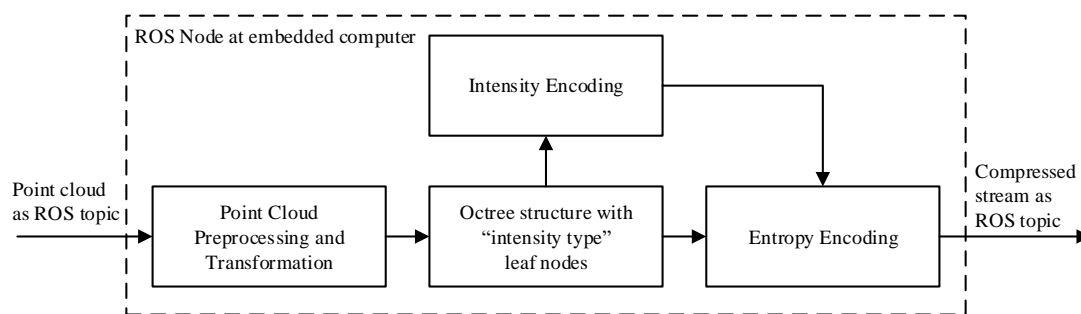 ROS Node at embedded computer
Intensity Encoding
Point cloud
as ROS topic
Point Cloud
Preprocessing and
Transformation
Octree structure with
“intensity type”
leaf nodes
Entropy Encoding
Compressed
stream as
ROS topic